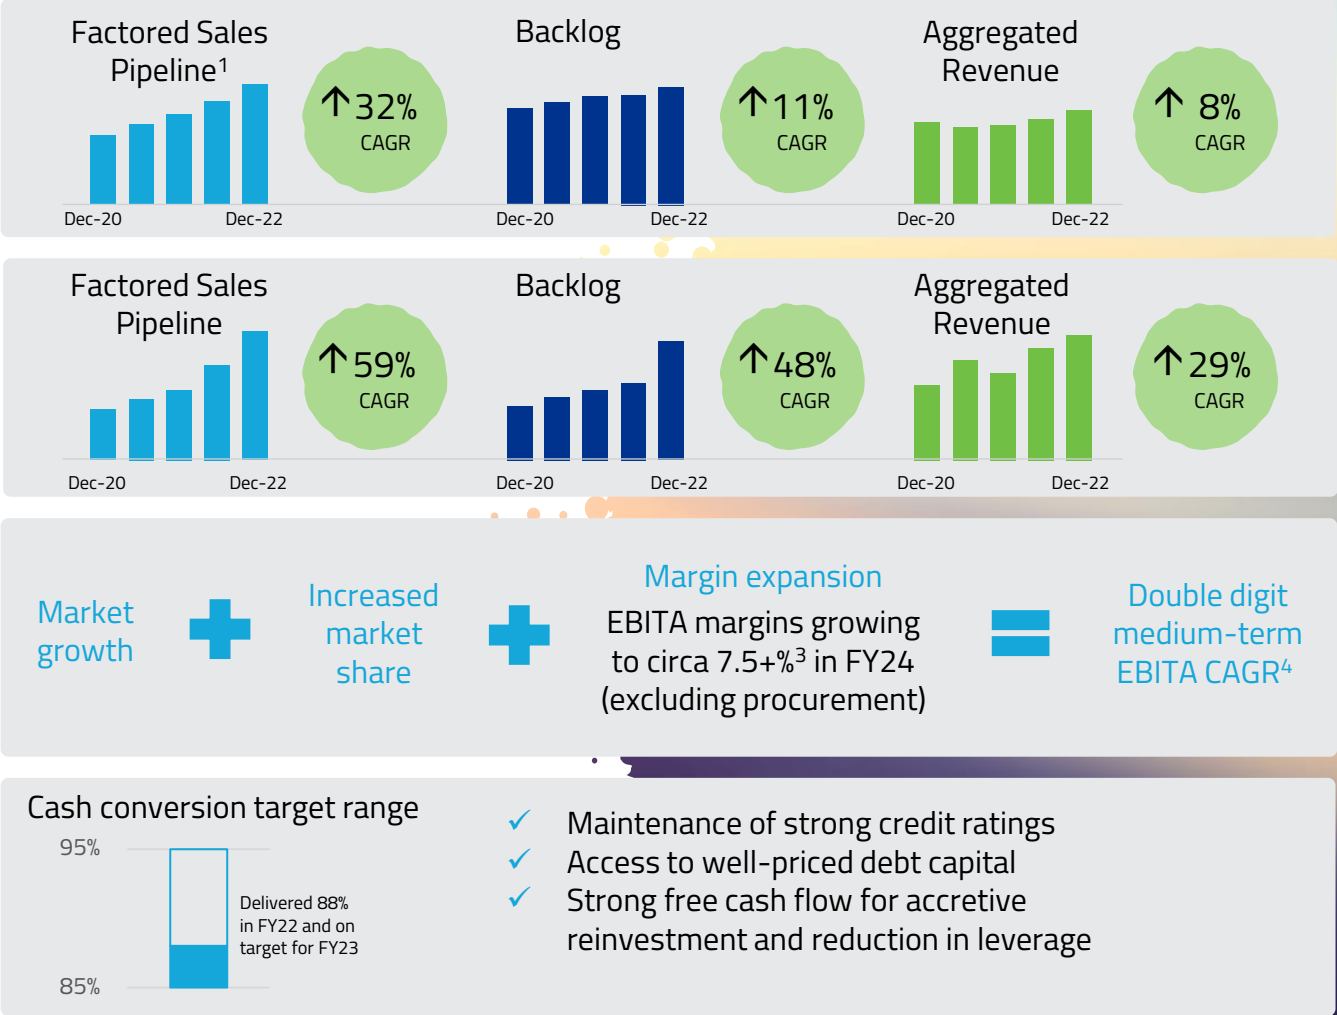 Factored Sales
Pipeline¹
↑32%
CAGR
Dec-20
Dec-22
Backlog
↑11%
CAGR
Dec-20
Dec-22
Aggregated
Revenue
↑8%
CAGR
Dec-20
Dec-22
Factored Sales
Pipeline
↑59%
CAGR
Dec-20
Dec-22
Backlog
↑48%
CAGR
Dec-20
Dec-22
Aggregated
Revenue
↑29%
CAGR
Dec-20
Dec-22
Market
growth
Increased
market
share
Margin expansion
EBITA margins growing
to circa 7.5+%³ in FY24
(excluding procurement)
Double digit
medium-term
EBITA CAGR⁴
Cash conversion target range
95%
Delivered 88%
in FY22 and on
target for FY23
85%
✓ Maintenance of strong credit ratings
✓ Access to well-priced debt capital
✓ Strong free cash flow for accretive
reinvestment and reduction in leverage